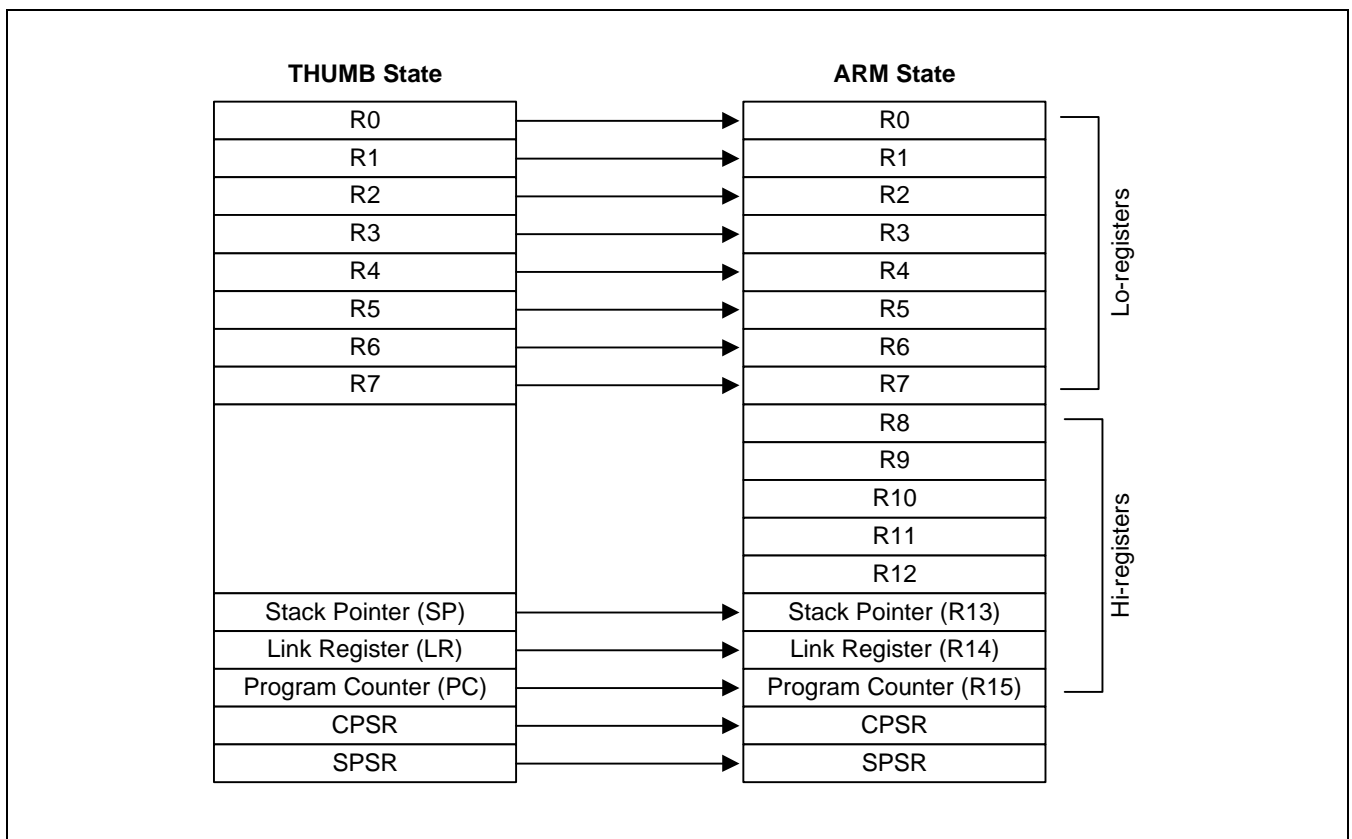 THUMB State
ARM State
R0
R0
R1
R1
R2
R2
R3
R3
R4
R4
R5
R5
R6
R6
R7
R7
Lo-registers
R8
R9
R10
R11
R12
Stack Pointer (SP)
Stack Pointer (R13)
Link Register (LR)
Link Register (R14)
Program Counter (PC)
Program Counter (R15)
Hi-registers
CPSR
CPSR
SPSR
SPSR